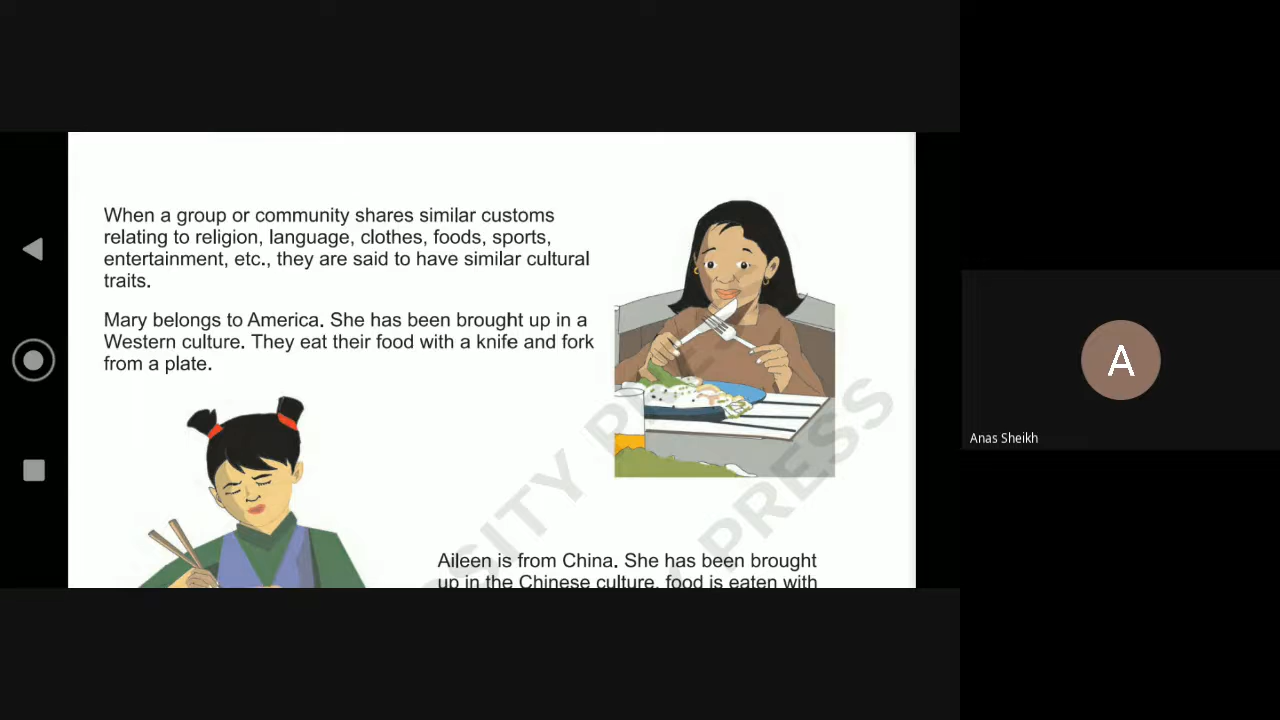 When a group or community shares similar customs
relating to religion, language, clothes, foods, sports,
entertainment, etc., they are said to have similar cultural
traits.
Mary belongs to America. She has been brought up in a
Western culture. They eat their food with a knife and fork
from a plate.
Aileen is from China. She has been brought
up in the Chinese culture, food is eaten with
SITY PRESS
PRESS
A
Anas Sheikh